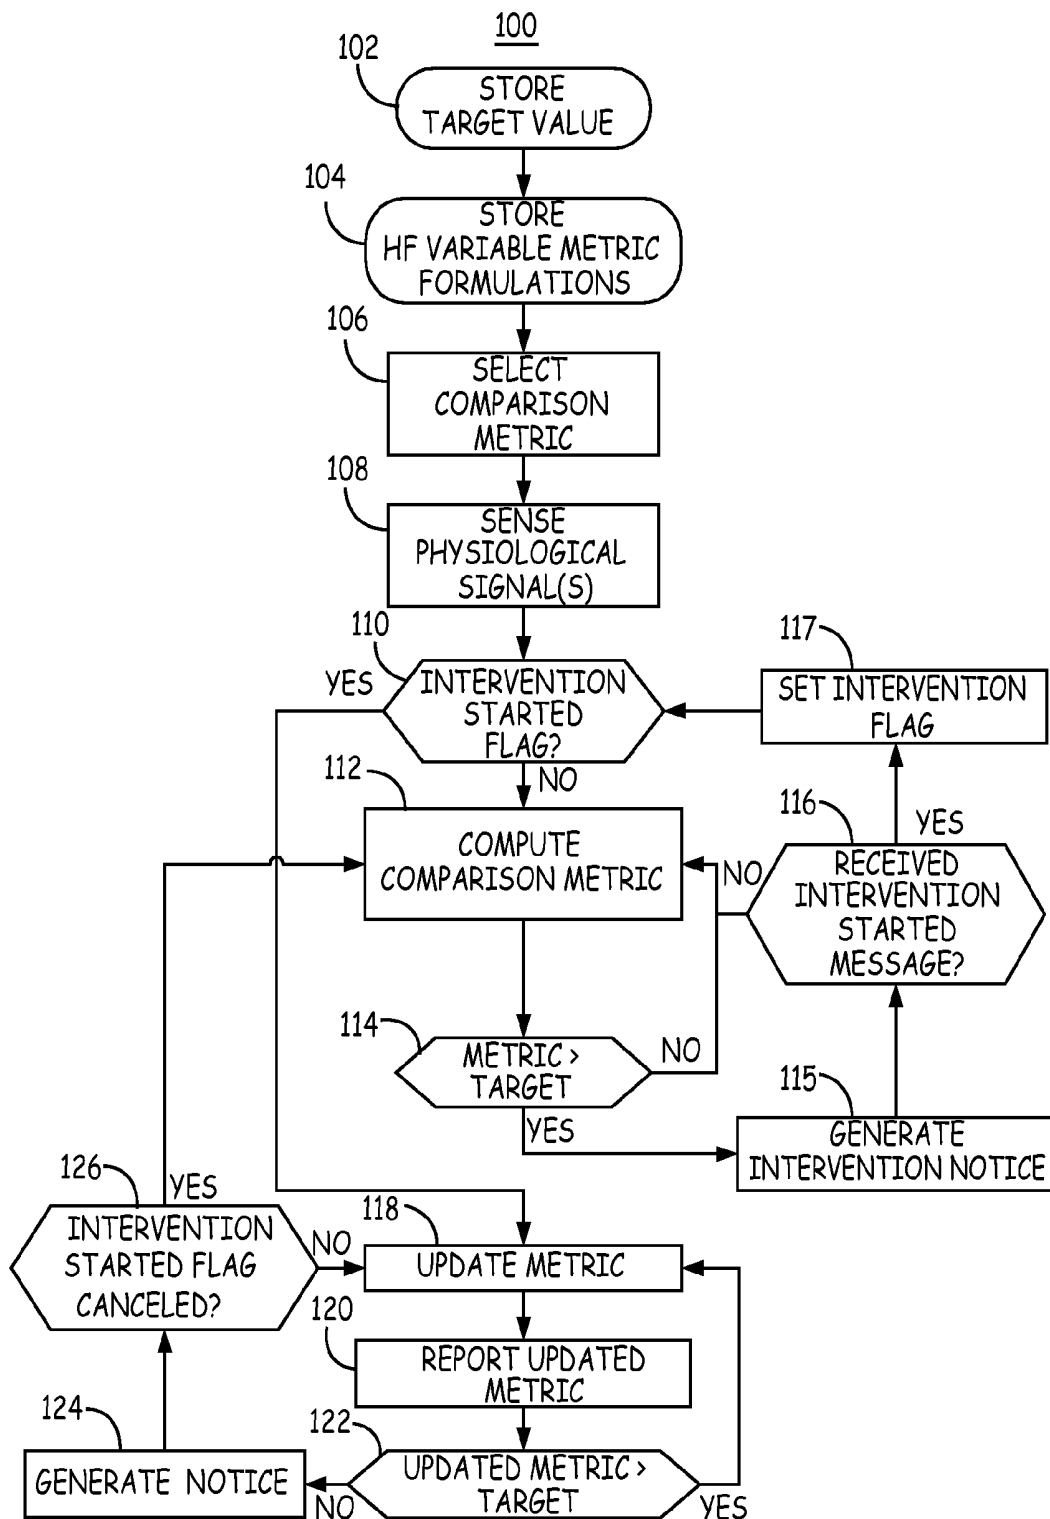 100
102
STORE
TARGET VALUE
104
STORE
HF VARIABLE METRIC
FORMULATIONS
106
SELECT
COMPARISON
METRIC
108
SENSE
PHYSIOLOGICAL
SIGNAL(S)
110
YES
INTERVENTION
STARTED
FLAG?
NO
117
SET INTERVENTION
FLAG
112
COMPUTE
COMPARISON METRIC
116
YES
NO
RECEIVED
INTERVENTION
STARTED
MESSAGE?
114
METRIC >
TARGET
NO
YES
115
GENERATE
INTERVENTION NOTICE
126
YES
INTERVENTION
STARTED FLAG
CANCELED?
NO
118
UPDATE METRIC
120
REPORT UPDATED
METRIC
124
GENERATE NOTICE
122
UPDATED METRIC >
TARGET
NO
YES